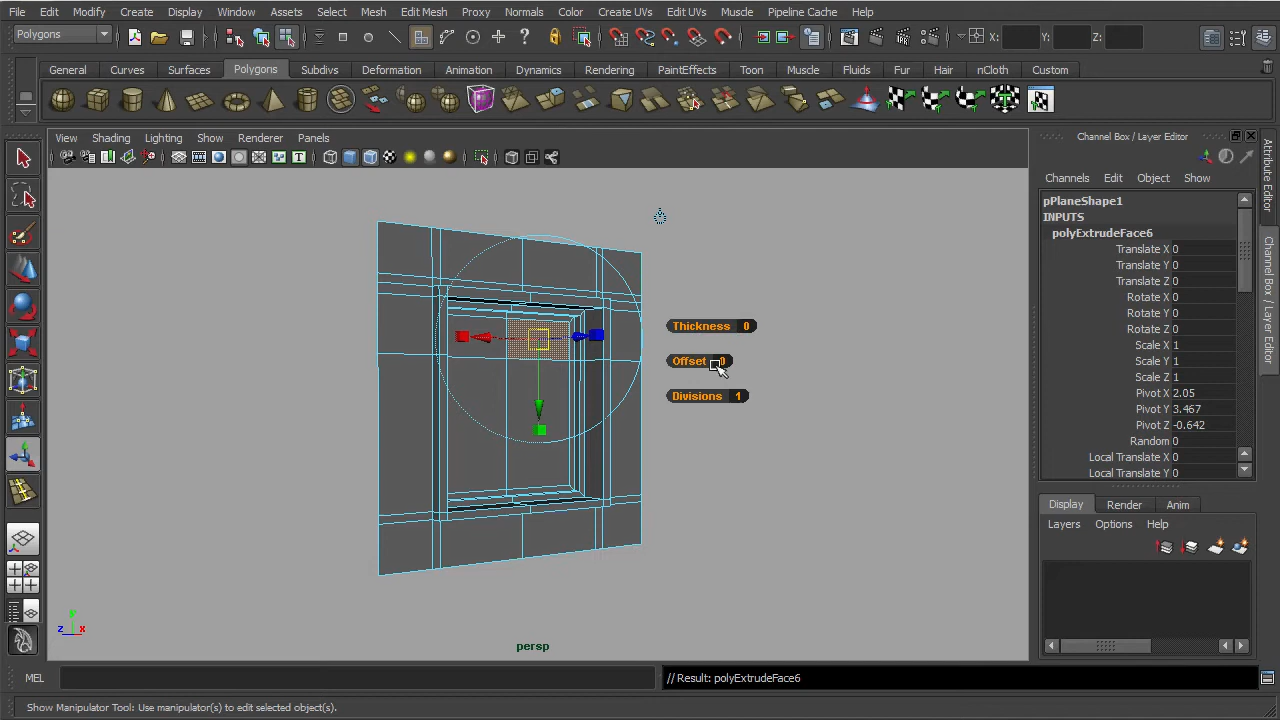 File Edit Modify Create Display Window Assets Select Mesh Edit Mesh Proxy Normals Color Create UVs Edit UVs Muscle Pipeline Cache Help
Polygons X: Y: Z:
General Curves Surfaces Polygons Subdivs Deformation Animation Dynamics Rendering PaintEffects Toon Muscle Fluids Fur Hair nCloth Custom
View Shading Lighting Show Renderer Panels
Channel Box / Layer Editor
Channels Edit Object Show
pPlaneShape1
INPUTS
polyExtrudeFace6
Translate X 0
Translate Y 0
Translate Z 0
Rotate X 0
Rotate Y 0
Rotate Z 0
Scale X 1
Scale Y 1
Scale Z 1
Pivot X 2.05
Pivot Y 3.467
Pivot Z -0.642
Random 0
Local Translate X 0
Local Translate Y 0
Attribute Editor
Channel Box / Layer Editor
Thickness 0
Offset 0
Divisions 1
Display Render Anim
Layers Options Help
y
z x
persp
MEL // Result: polyExtrudeFace6
Show Manipulator Tool: Use manipulator(s) to edit selected object(s).